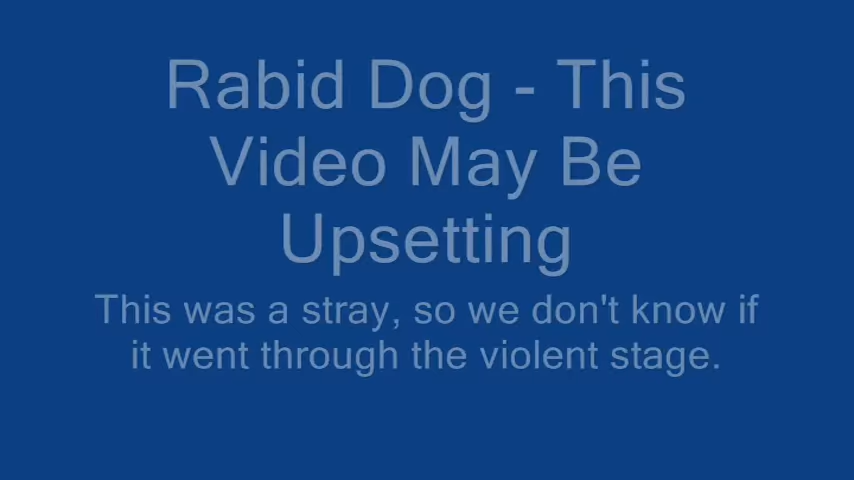 Rabid Dog - This
Video May Be
Upsetting
This was a stray, so we don't know if
it went through the violent stage.